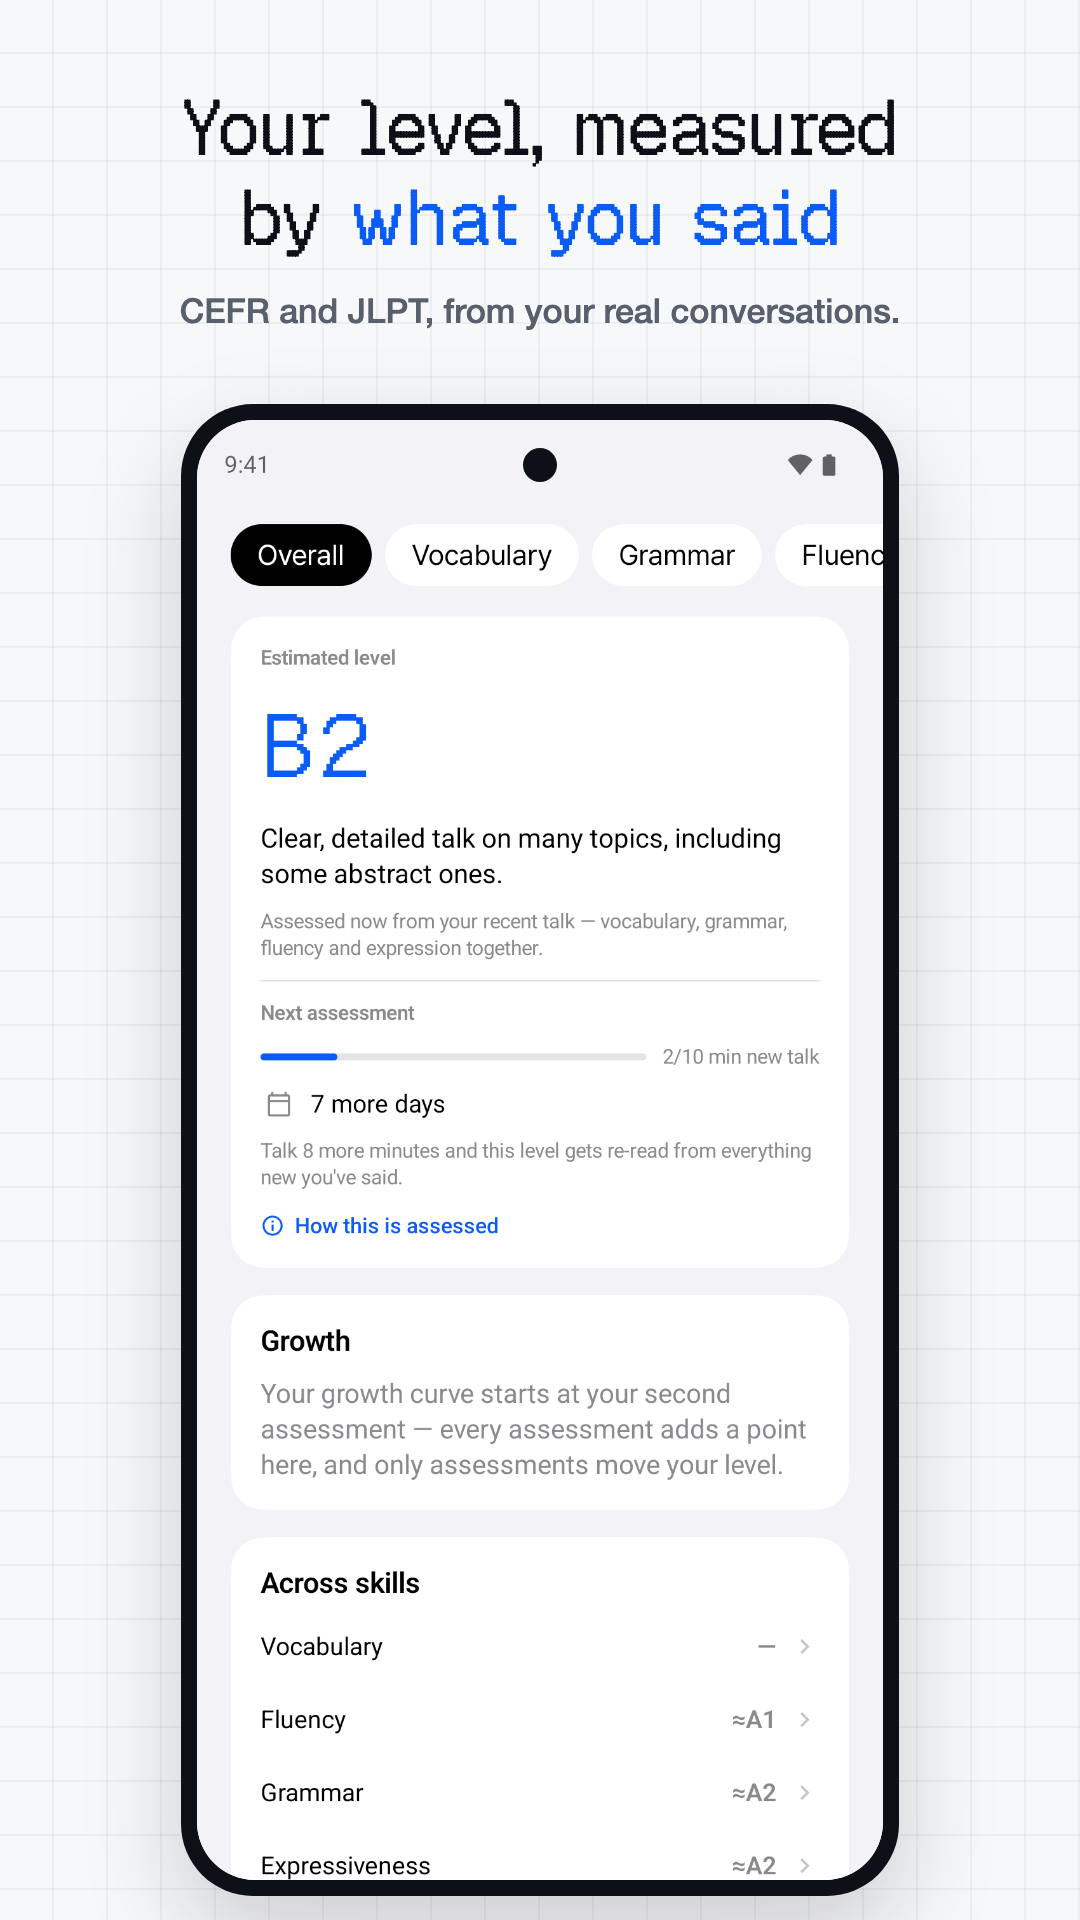 Your level, measured
by what you said
CEFR and JLPT, from your real conversations.
9:41
Overall Vocabulary Grammar Fluenc
Estimated level
B2
Clear, detailed talk on many topics, including
some abstract ones.
Assessed now from your recent talk — vocabulary, grammar,
fluency and expression together.
Next assessment
2/10 min new talk
7 more days
Talk 8 more minutes and this level gets re-read from everything
new you've said.
How this is assessed
Growth
Your growth curve starts at your second
assessment — every assessment adds a point
here, and only assessments move your level.
Across skills
Vocabulary —
Fluency ≈A1
Grammar ≈A2
Expressiveness ≈A2